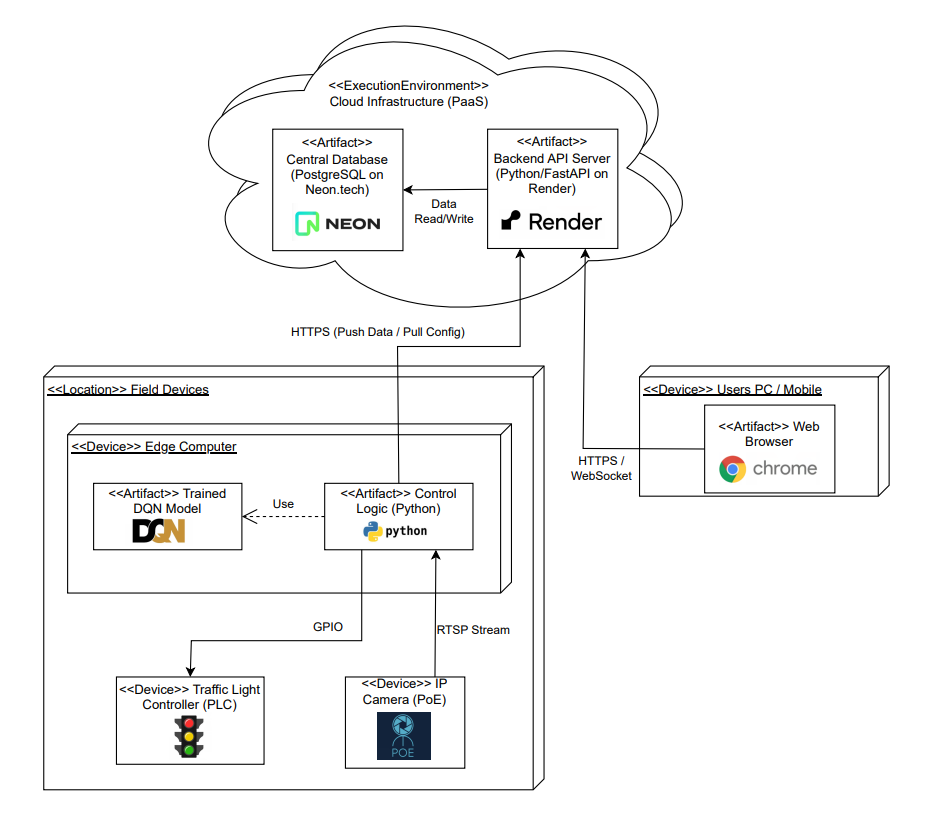 <<ExecutionEnvironment>>
Cloud Infrastructure (PaaS)
<<Artifact>>
Central Database
(PostgreSQL on
Neon.tech)
NEON
Data
Read/Write
<<Artifact>>
Backend API Server
(Python/FastAPI on
Render)
Render
HTTPS (Push Data / Pull Config)
<<Location>> Field Devices
<<Device>> Edge Computer
<<Artifact>> Trained
DQN Model
DQN
Use
<<Artifact>> Control
Logic (Python)
python
GPIO
RTSP Stream
<<Device>> Traffic Light
Controller (PLC)
<<Device>> IP
Camera (PoE)
POE
<<Device>> Users PC / Mobile
<<Artifact>> Web
Browser
chrome
HTTPS /
WebSocket